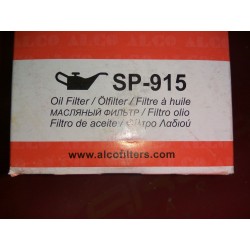 SP-915
Oil Filter / Ölfilter / Filtre à huile
МАСЛЯНЫЙ ФИЛЬТР / Filtro olio
Filtro de aceite / Φίλτρο Λαδιού
www.alcofilters.com